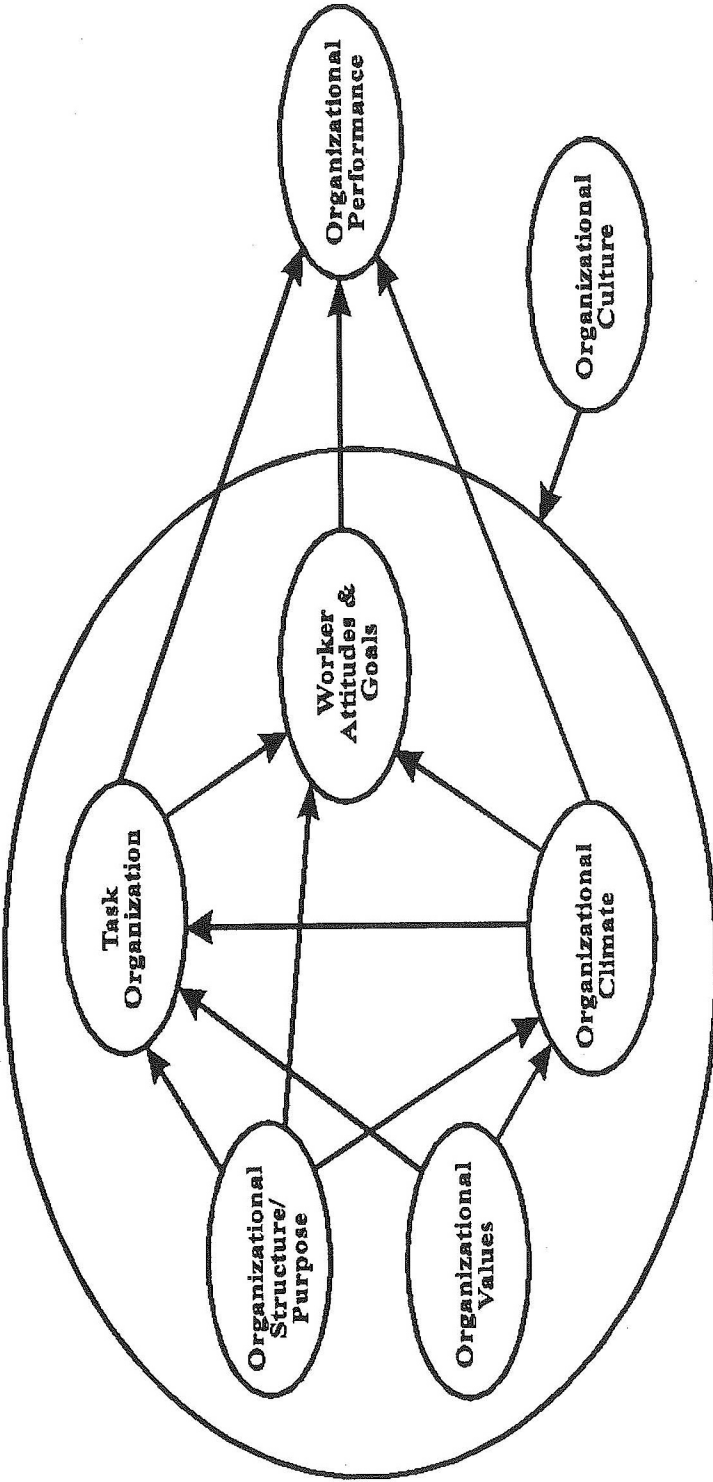 Organizational
Structure/
Purpose
Organizational
Values
Task
Organization
Organizational
Climate
Worker
Attitudes &
Goals
Organizational
Performance
Organizational
Culture